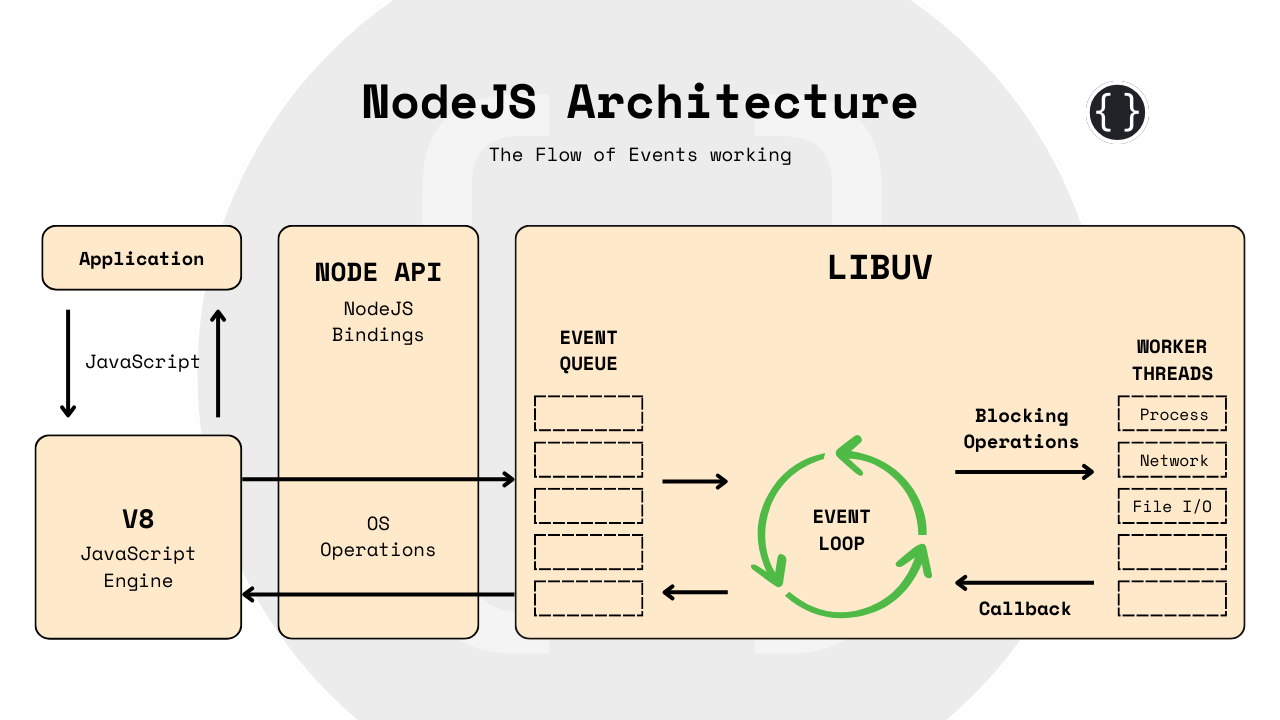 NodeJS Architecture
{ }
The Flow of Events working
Application
JavaScript
V8
JavaScript
Engine
NODE API
NodeJS
Bindings
OS
Operations
LIBUV
EVENT
QUEUE
EVENT
LOOP
Blocking
Operations
Callback
WORKER
THREADS
Process
Network
File I/O